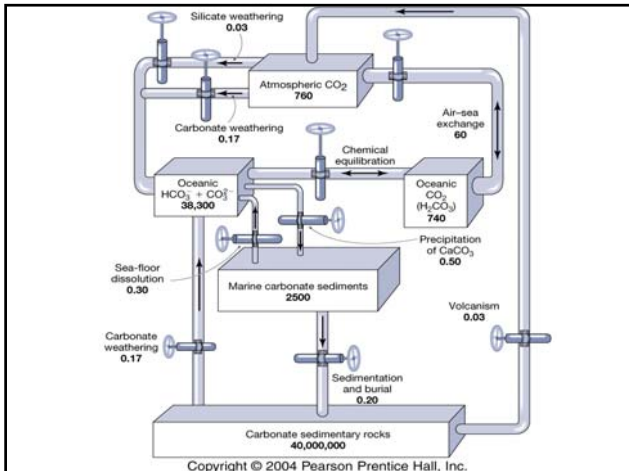 Silicate weathering
0.03
Atmospheric CO₂
760
Carbonate weathering
0.17
Air–sea
exchange
60
Chemical
equilibration
Oceanic
HCO₃⁻ + CO₃²⁻
38,300
Oceanic
CO₂
(H₂CO₃)
740
Precipitation
of CaCO₃
0.50
Sea-floor
dissolution
0.30
Marine carbonate sediments
2500
Volcanism
0.03
Carbonate
weathering
0.17
Sedimentation
and burial
0.20
Carbonate sedimentary rocks
40,000,000
Copyright © 2004 Pearson Prentice Hall, Inc.